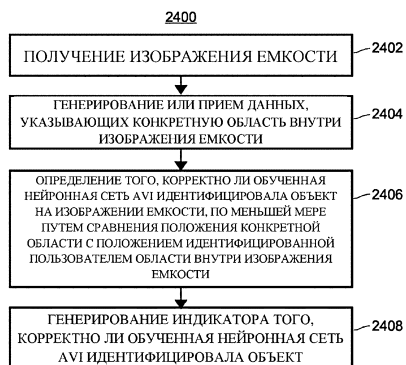 2400
ПОЛУЧЕНИЕ ИЗОБРАЖЕНИЯ ЕМКОСТИ
2402
ГЕНЕРИРОВАНИЕ ИЛИ ПРИЕМ ДАННЫХ,
УКАЗЫВАЮЩИХ КОНКРЕТНУЮ ОБЛАСТЬ ВНУТРИ
ИЗОБРАЖЕНИЯ ЕМКОСТИ
2404
ОПРЕДЕЛЕНИЕ ТОГО, КОРРЕКТНО ЛИ ОБУЧЕННАЯ
НЕЙРОННАЯ СЕТЬ AVI ИДЕНТИФИЦИРОВАЛА ОБЪЕКТ
НА ИЗОБРАЖЕНИИ ЕМКОСТИ, ПО МЕНЬШЕЙ МЕРЕ
ПУТЕМ СРАВНЕНИЯ ПОЛОЖЕНИЯ КОНКРЕТНОЙ
ОБЛАСТИ С ПОЛОЖЕНИЕМ ИДЕНТИФИЦИРОВАННОЙ
ПОЛЬЗОВАТЕЛЕМ ОБЛАСТИ ВНУТРИ ИЗОБРАЖЕНИЯ
ЕМКОСТИ
2406
ГЕНЕРИРОВАНИЕ ИНДИКАТОРА ТОГО,
КОРРЕКТНО ЛИ ОБУЧЕННАЯ НЕЙРОННАЯ СЕТЬ
AVI ИДЕНТИФИЦИРОВАЛА ОБЪЕКТ
2408